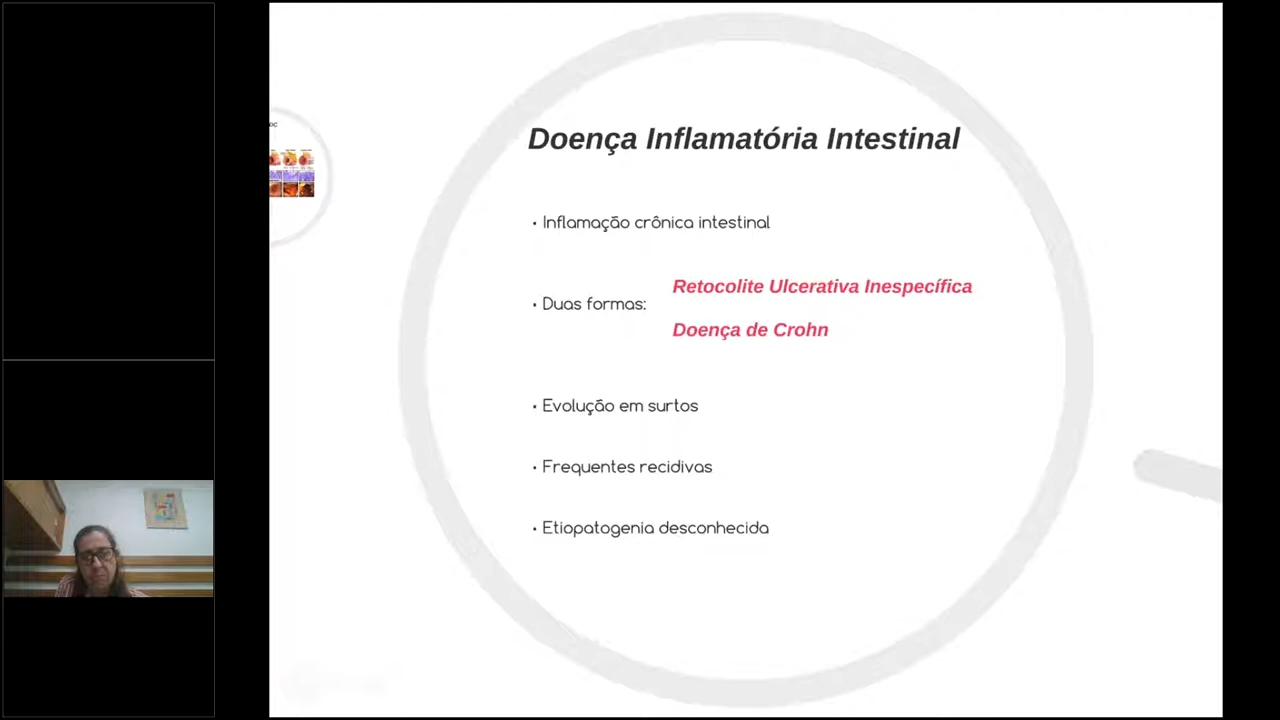 Doença Inflamatória Intestinal
• Inflamação crônica intestinal
• Duas formas:
Retocolite Ulcerativa Inespecífica
Doença de Crohn
• Evolução em surtos
• Frequentes recidivas
• Etiopatogenia desconhecida